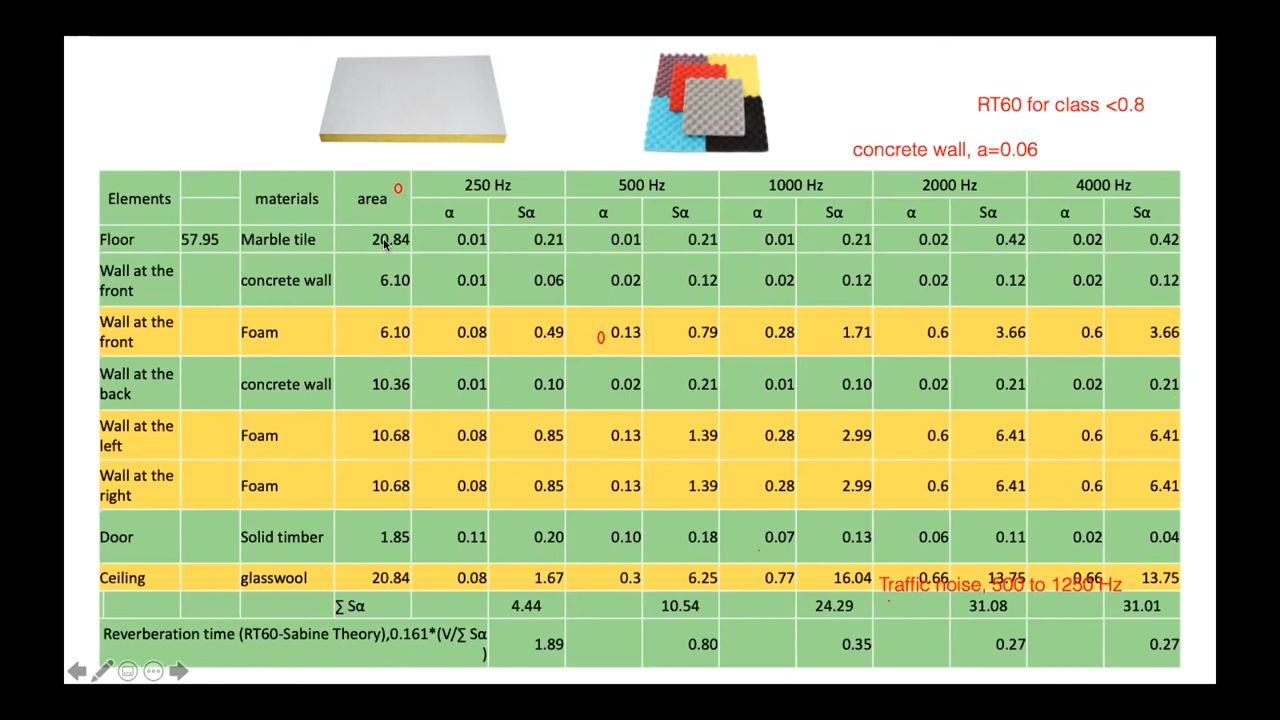 RT60 for class <0.8
concrete wall, a=0.06
Elements materials area 0 250 Hz 500 Hz 1000 Hz 2000 Hz 4000 Hz
α Sα α Sα α Sα α Sα α Sα
Floor 57.95 Marble tile 20.84 0.01 0.21 0.01 0.21 0.01 0.21 0.02 0.42 0.02 0.42
Wall at the
front concrete wall 6.10 0.01 0.06 0.02 0.12 0.02 0.12 0.02 0.12 0.02 0.12
Wall at the
front Foam 6.10 0.08 0.49 0 0.13 0.79 0.28 1.71 0.6 3.66 0.6 3.66
Wall at the
back concrete wall 10.36 0.01 0.10 0.02 0.21 0.01 0.10 0.02 0.21 0.02 0.21
Wall at the
left Foam 10.68 0.08 0.85 0.13 1.39 0.28 2.99 0.6 6.41 0.6 6.41
Wall at the
right Foam 10.68 0.08 0.85 0.13 1.39 0.28 2.99 0.6 6.41 0.6 6.41
Door Solid timber 1.85 0.11 0.20 0.10 0.18 0.07 0.13 0.06 0.11 0.02 0.04
Ceiling glasswool 20.84 0.08 1.67 0.3 6.25 0.77 16.04 0.66 13.75 0.66 13.75
Traffic noise, 500 to 1250 Hz
∑ Sα 4.44 10.54 24.29 31.08 31.01
Reverberation time (RT60-Sabine Theory),0.161*(V/∑ Sα
) 1.89 0.80 0.35 0.27 0.27